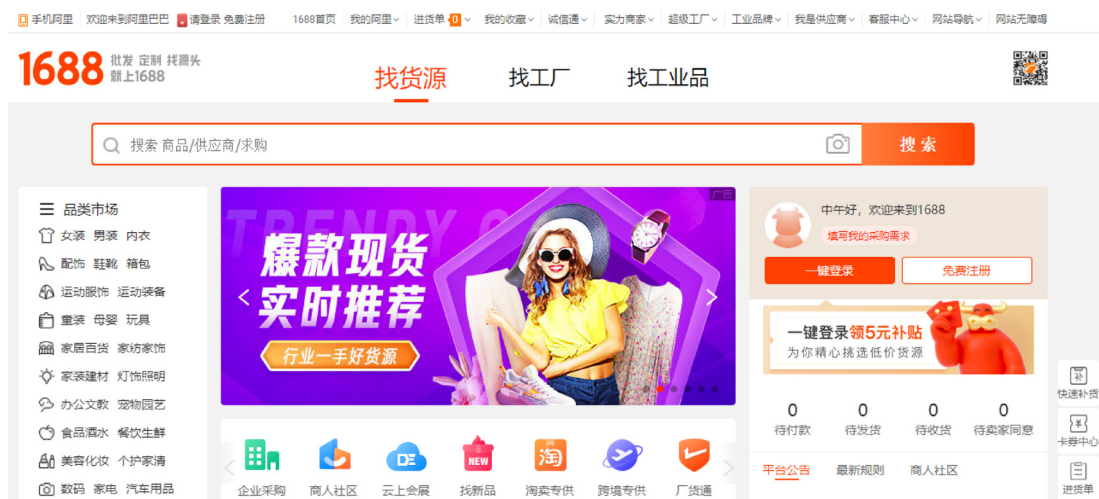 手机阿里 欢迎来到阿里巴巴 请登录 免费注册 1688首页 我的阿里 进货单 0 我的收藏 诚信通 实力商家 超级工厂 工业品牌 我是供应商 客服中心 网站导航 网站无障碍
1688 批发 定制 找源头
就上1688
找货源 找工厂 找工业品
搜索 商品/供应商/求购 搜索
品类市场
女装 男装 内衣
配饰 鞋靴 箱包
运动服饰 运动装备
童装 母婴 玩具
家居百货 家纺家饰
家装建材 灯饰照明
办公文教 宠物园艺
食品酒水 餐饮生鲜
美容化妆 个护家清
数码 家电 汽车用品
广告
TRENDY
爆款现货
实时推荐
行业一手好货源
企业采购 商人社区 云上会展 找新品 淘卖专供 跨境专供 厂货通
DE
NEW
淘
中午好，欢迎来到1688
填写我的采购需求
一键登录 免费注册
一键登录领5元补贴
为你精心挑选低价货源
0 0 0 0
待付款 待发货 待收货 待卖家同意
平台公告 最新规则 商人社区
补
快速补货
¥
卡券中心
进货单